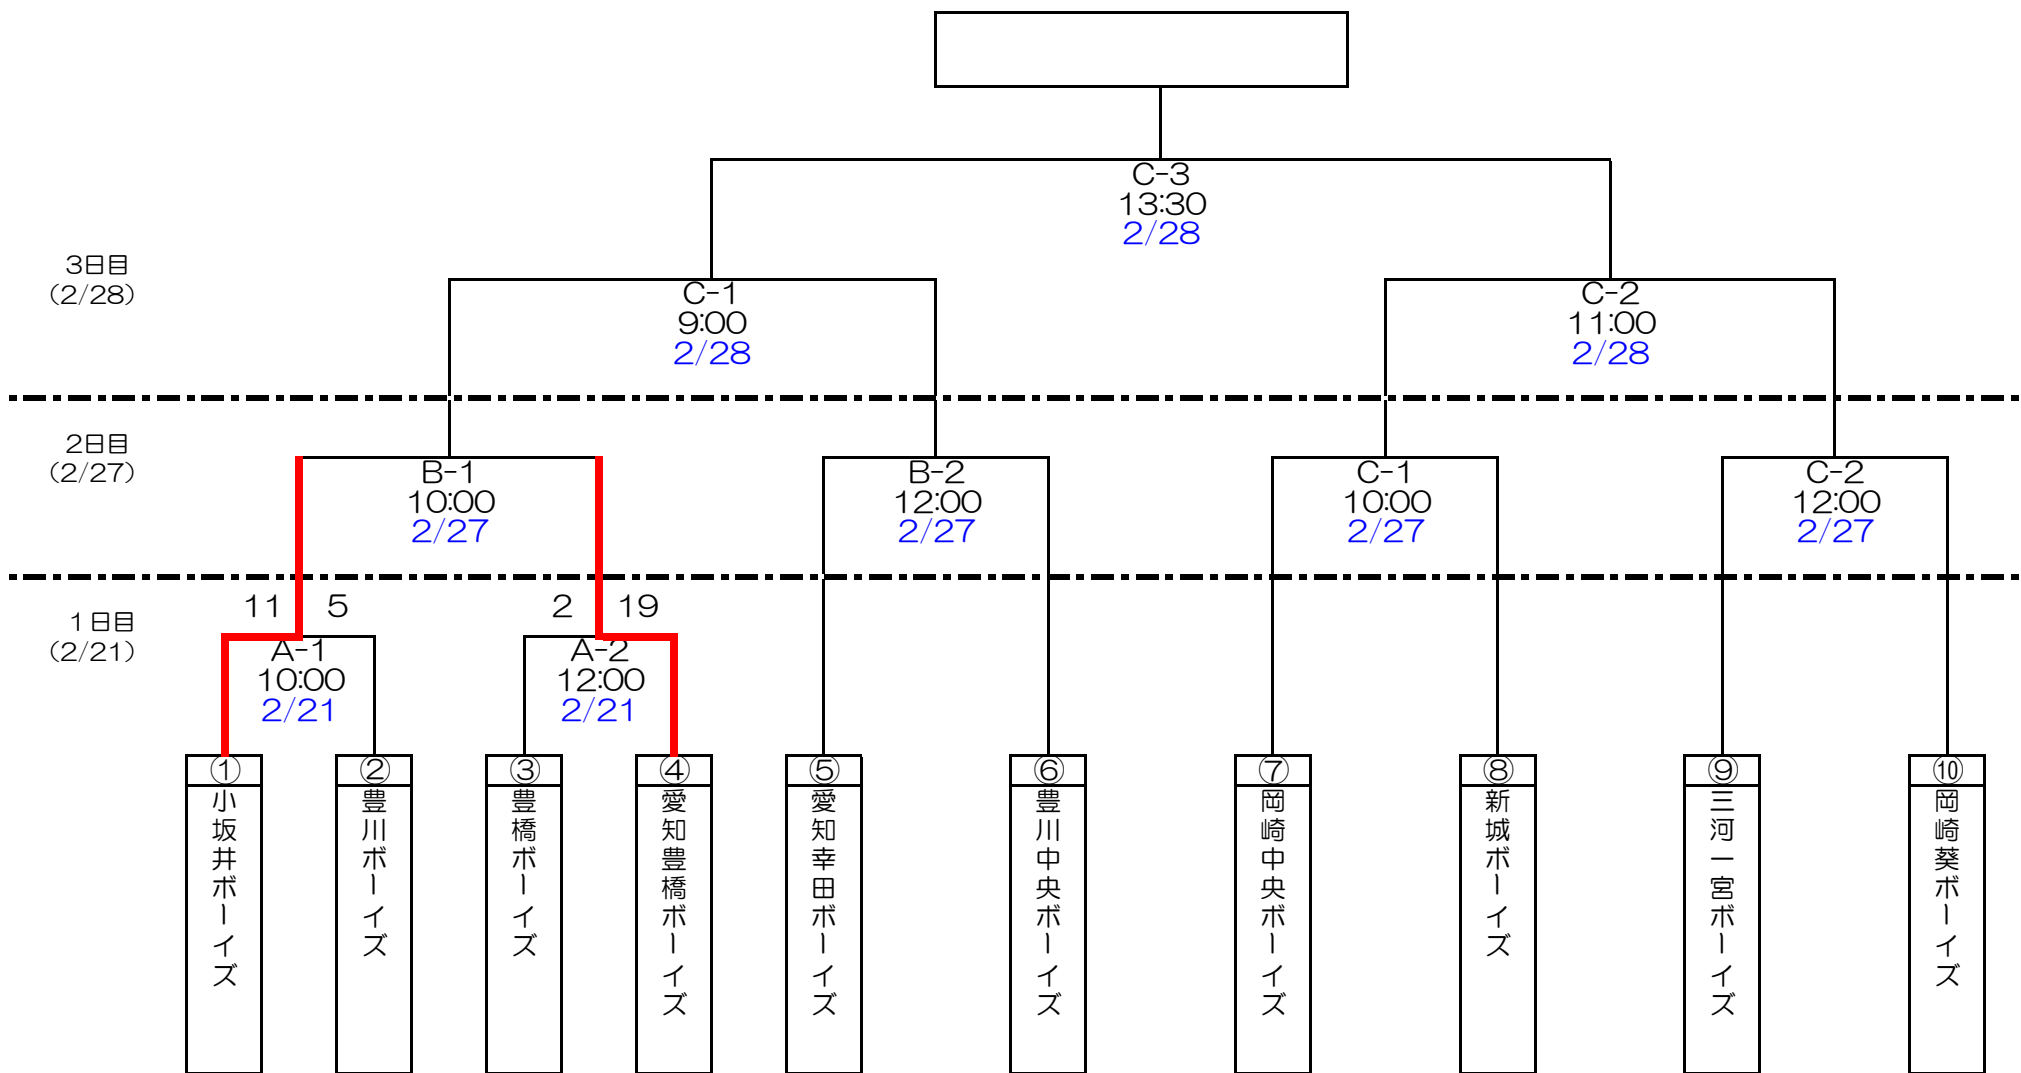 C-3
13:30
2/28
3日目
(2/28)
C-1
9:00
2/28
C-2
11:00
2/28
2日目
(2/27)
B-1
10:00
2/27
B-2
12:00
2/27
C-1
10:00
2/27
C-2
12:00
2/27
1日目
(2/21)
11 5
2 19
A-1
10:00
2/21
A-2
12:00
2/21
①
小坂井ボーイズ
②
豊川ボーイズ
③
豊橋ボーイズ
④
愛知豊橋ボーイズ
⑤
愛知幸田ボーイズ
⑥
豊川中央ボーイズ
⑦
岡崎中央ボーイズ
⑧
新城ボーイズ
⑨
三河一宮ボーイズ
⑩
岡崎葵ボーイズ